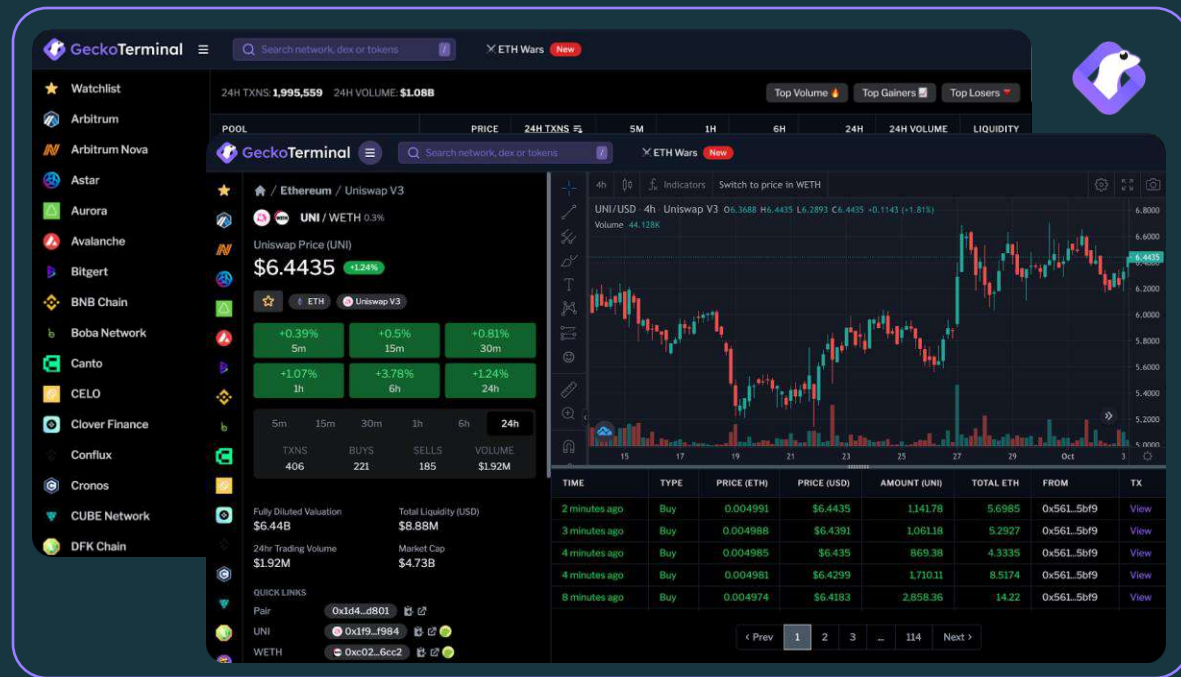 GeckoTerminal
Search network, dex or tokens /
ETH Wars New
Watchlist
Arbitrum
Arbitrum Nova
Astar
Aurora
Avalanche
Bitgert
BNB Chain
Boba Network
Canto
CELO
Clover Finance
Conflux
Cronos
CUBE Network
DFK Chain
24H TXNS: 1,995,559 24H VOLUME: $1.08B
Top Volume Top Gainers Top Losers
POOL PRICE 24H TXNS 5M 1H 6H 24H 24H VOLUME LIQUIDITY
GeckoTerminal
Search network, dex or tokens /
ETH Wars New
/ Ethereum / Uniswap V3
UNI / WETH 0.3%
Uniswap Price (UNI)
$6.4435 +1.24%
ETH Uniswap V3
+0.39% +0.5% +0.81%
5m 15m 30m
+1.07% +3.78% +1.24%
1h 6h 24h
5m 15m 30m 1h 6h 24h
TXNS BUYS SELLS VOLUME
406 221 185 $1.92M
Fully Diluted Valuation Total Liquidity (USD)
$6.44B $8.88M
24hr Trading Volume Market Cap
$1.92M $4.73B
QUICK LINKS
Pair 0x1d4...d801
UNI 0x1f9...f984
WETH 0xc02...6cc2
4h Indicators Switch to price in WETH
UNI/USD · 4h · Uniswap V3 O6.3688 H6.4435 L6.2893 C6.4435 +0.1143 (+1.81%)
Volume 44.128K
6.8000
6.6000
6.4435
6.2000
6.0000
5.8000
5.6000
5.4000
5.2000
5.0000
15 17 19 21 23 25 27 29 Oct 3
TIME TYPE PRICE (ETH) PRICE (USD) AMOUNT (UNI) TOTAL ETH FROM TX
2 minutes ago Buy 0.004991 $6.4435 1,141.78 5.6985 0x561...5bf9 View
3 minutes ago Buy 0.004988 $6.4391 1,061.18 5.2927 0x561...5bf9 View
4 minutes ago Buy 0.004985 $6.435 869.38 4.3335 0x561...5bf9 View
4 minutes ago Buy 0.004981 $6.4299 1,710.11 8.5174 0x561...5bf9 View
8 minutes ago Buy 0.004974 $6.4183 2,858.36 14.22 0x561...5bf9 View
‹ Prev 1 2 3 ... 114 Next ›